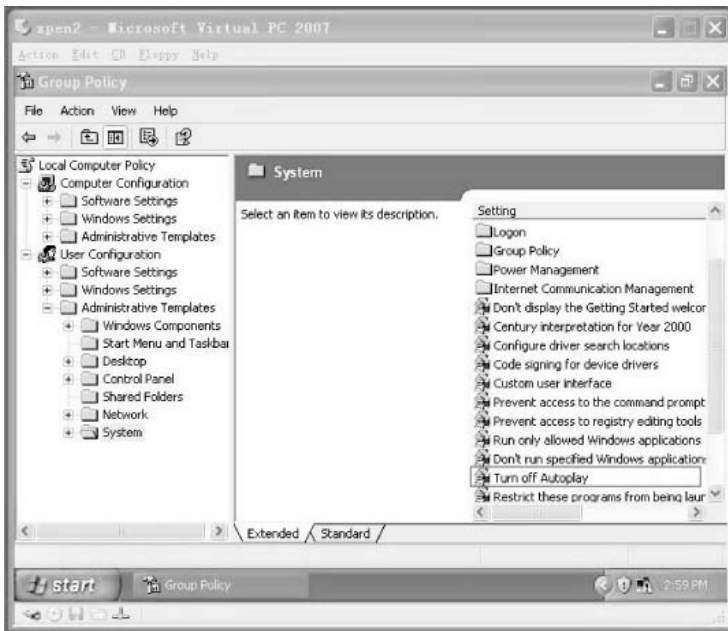 xpen2 - Microsoft Virtual PC 2007
Action Edit CD Floppy Help
Group Policy
File Action View Help
Local Computer Policy
Computer Configuration
Software Settings
Windows Settings
Administrative Templates
User Configuration
Software Settings
Windows Settings
Administrative Templates
Windows Components
Start Menu and Taskbar
Desktop
Control Panel
Shared Folders
Network
System
System
Select an item to view its description.
Setting
Logon
Group Policy
Power Management
Internet Communication Management
Don't display the Getting Started welcor
Century interpretation for Year 2000
Configure driver search locations
Code signing for device drivers
Custom user interface
Prevent access to the command prompt
Prevent access to registry editing tools
Run only allowed Windows applications
Don't run specified Windows application
Turn off Autoplay
Restrict these programs from being laur
Extended Standard
start Group Policy 2:59 PM